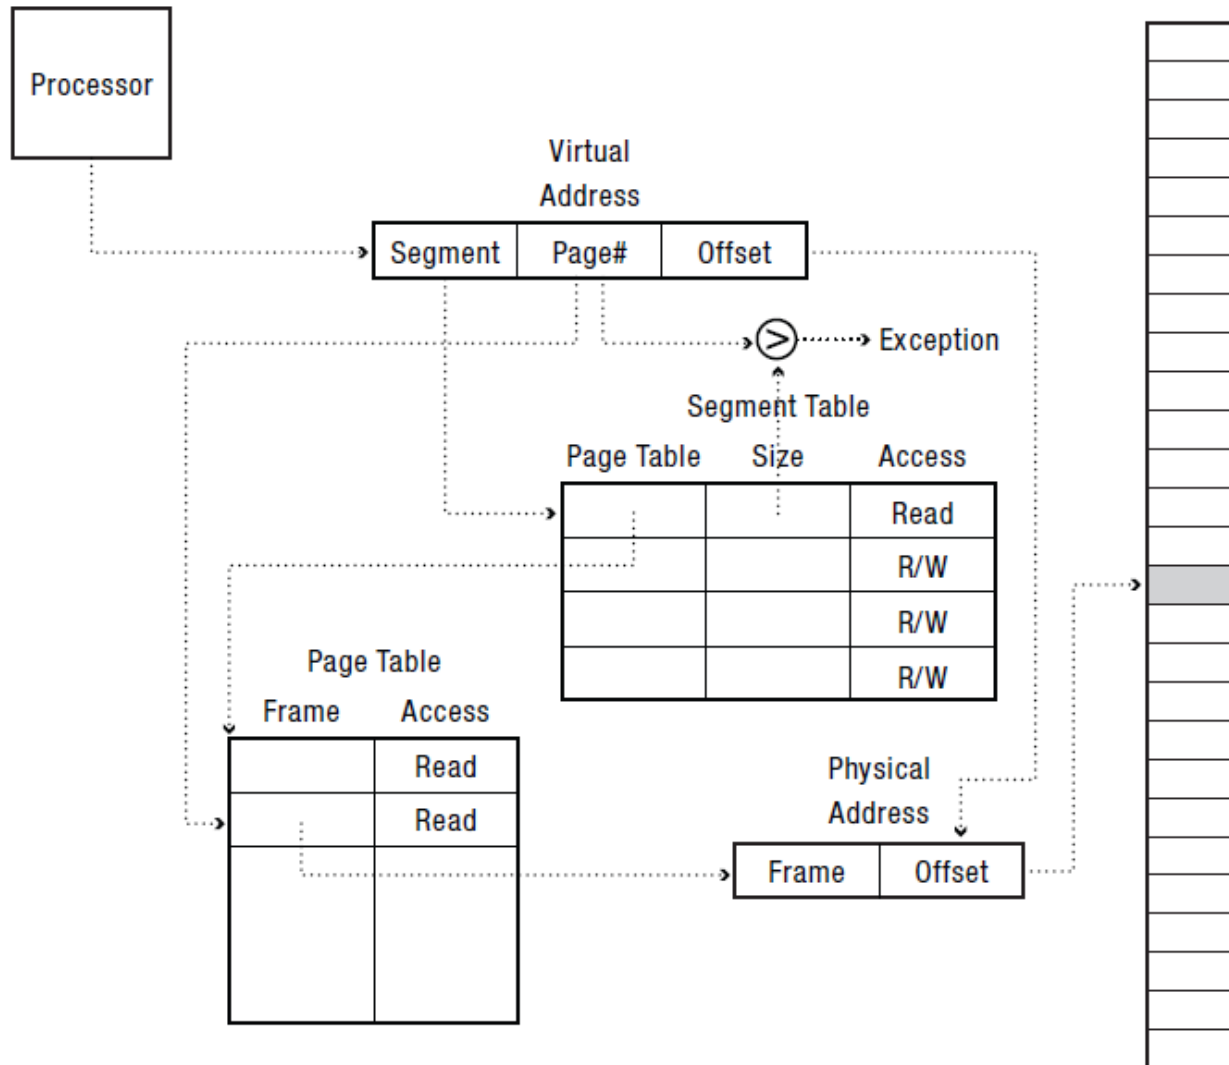 Processor
Virtual
Address
Segment Page# Offset
> Exception
Segment Table
Page Table Size Access
Read
R/W
R/W
R/W
Page Table
Frame Access
Read
Read
Physical
Address
Frame Offset